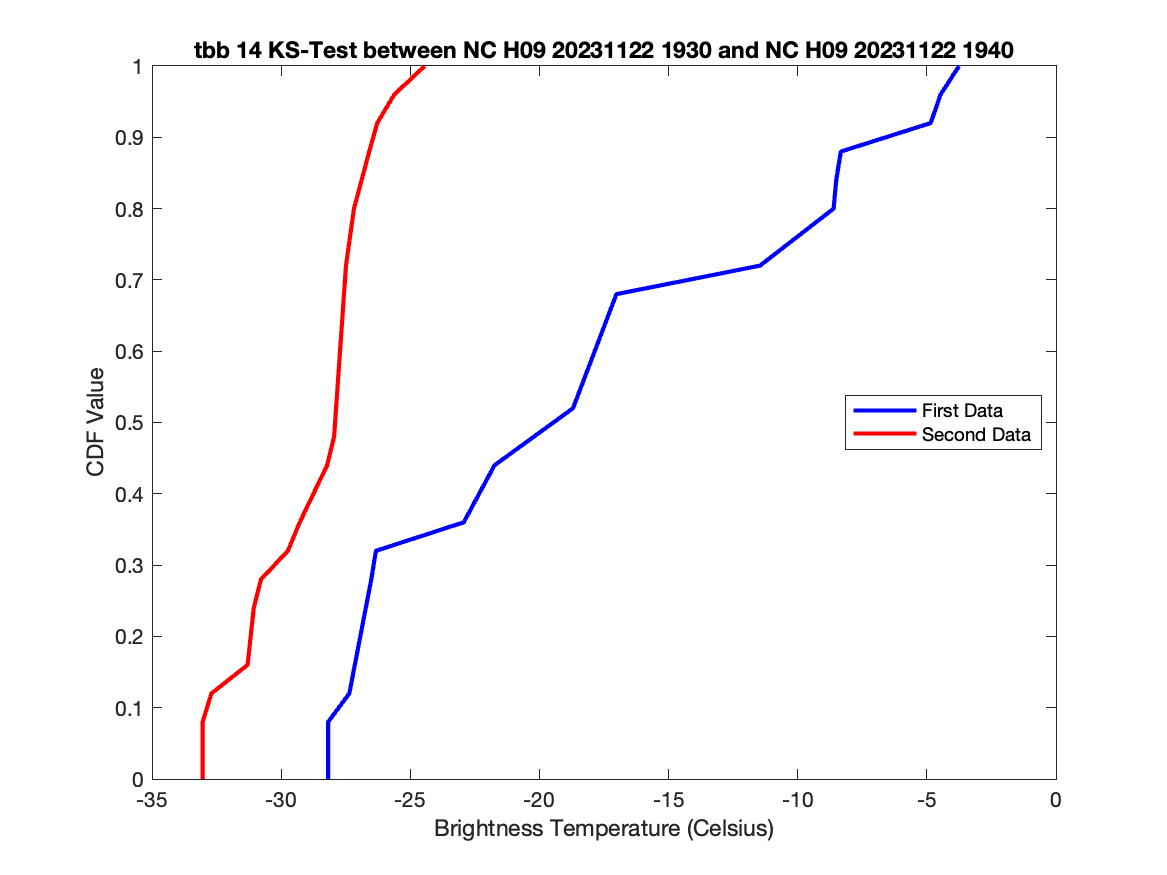 tbb 14 KS-Test between NC H09 20231122 1930 and NC H09 20231122 1940
1
0.9
0.8
0.7
0.6
0.5
0.4
0.3
0.2
0.1
0
CDF Value
First Data
Second Data
-35 -30 -25 -20 -15 -10 -5 0
Brightness Temperature (Celsius)